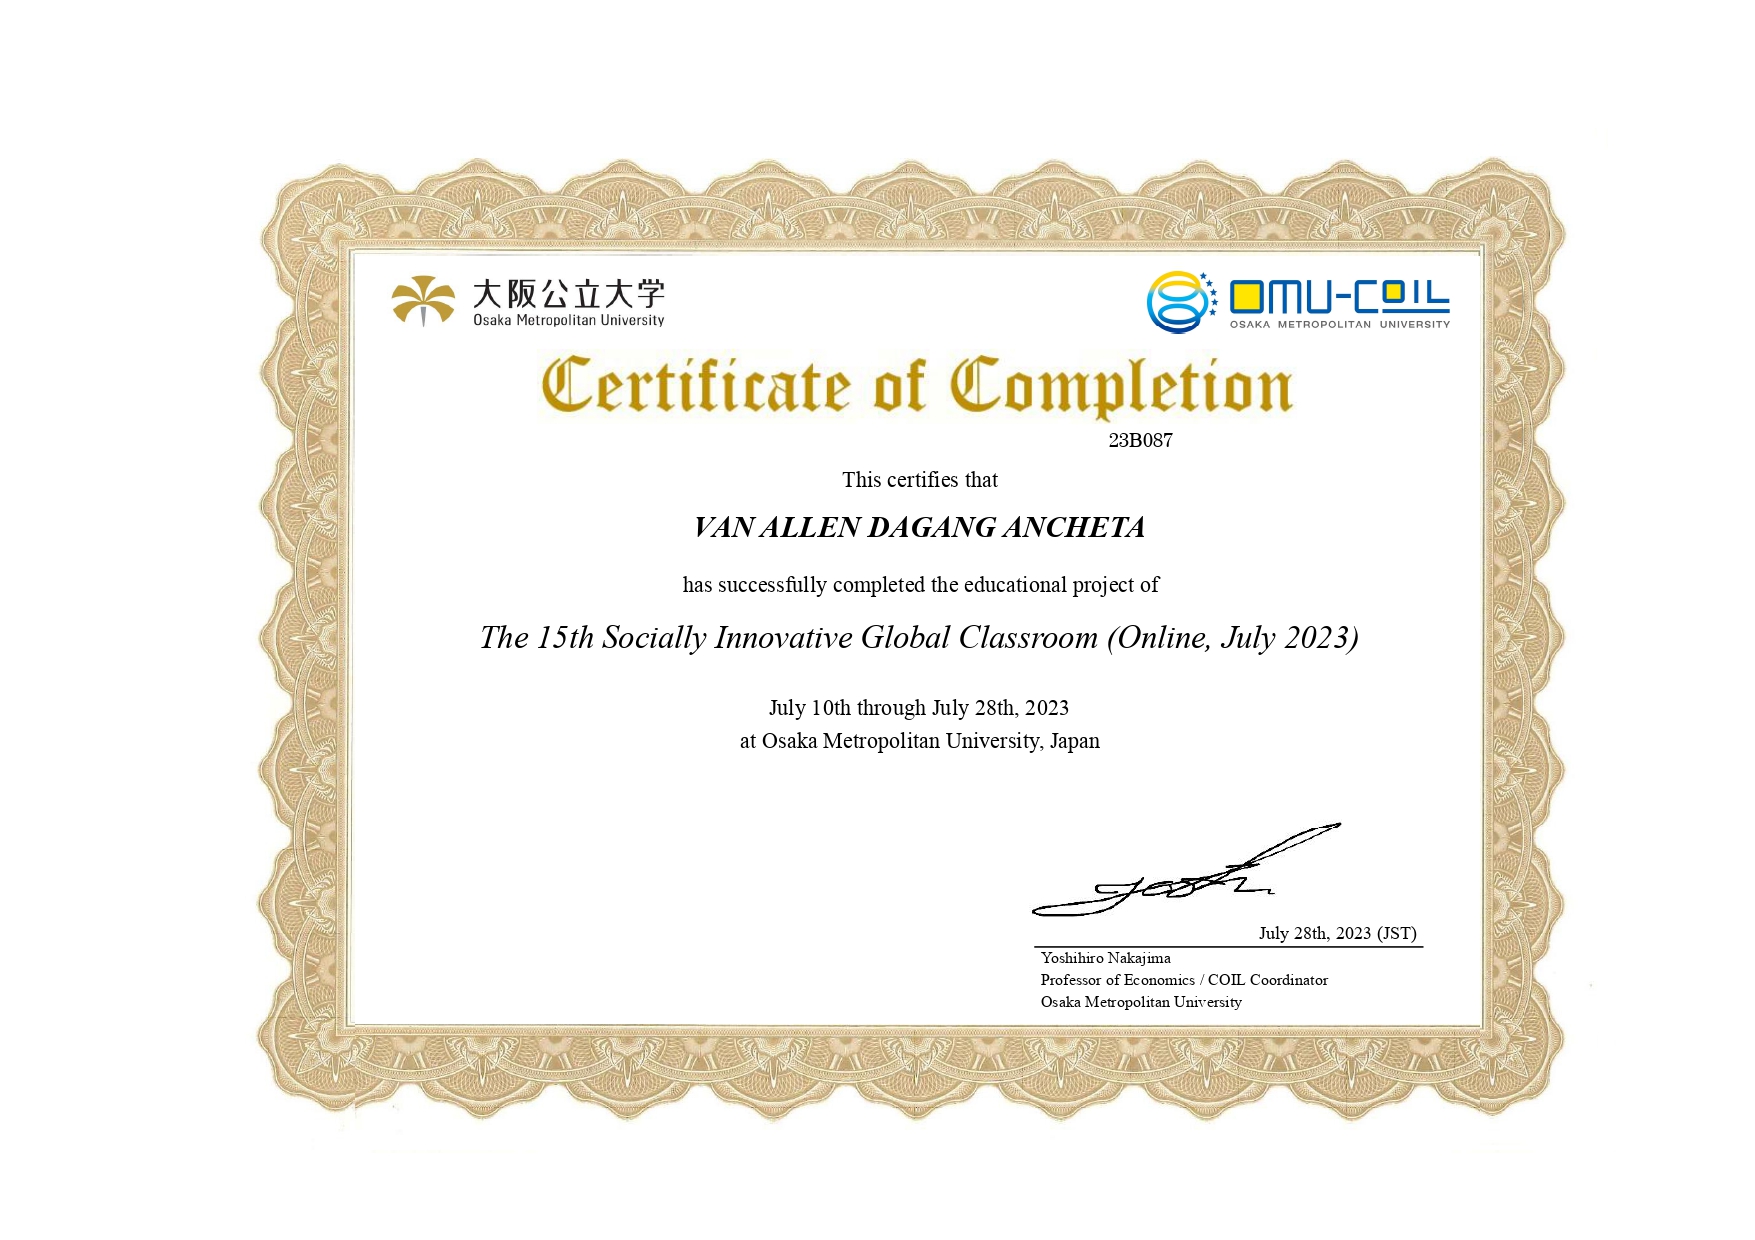 大阪公立大学
Osaka Metropolitan University
OMU-COIL
OSAKA METROPOLITAN UNIVERSITY
Certificate of Completion
23B087
This certifies that
VAN ALLEN DAGANG ANCHETA
has successfully completed the educational project of
The 15th Socially Innovative Global Classroom (Online, July 2023)
July 10th through July 28th, 2023
at Osaka Metropolitan University, Japan
July 28th, 2023 (JST)
Yoshihiro Nakajima
Professor of Economics / COIL Coordinator
Osaka Metropolitan University